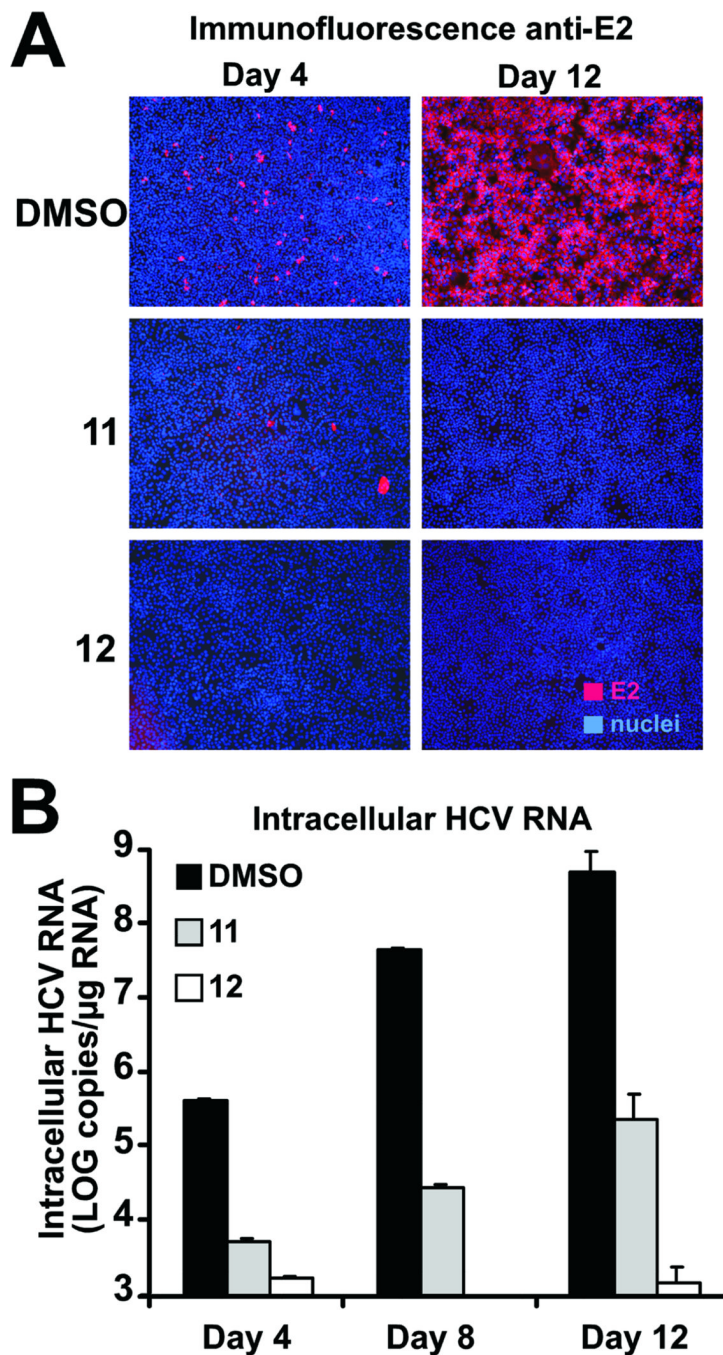 A
Immunofluorescence anti-E2
Day 4 Day 12
DMSO
11
12
E2
nuclei
B
Intracellular HCV RNA
Intracellular HCV RNA
(LOG copies/µg RNA)
9
8
7
6
5
4
3
DMSO
11
12
Day 4 Day 8 Day 12